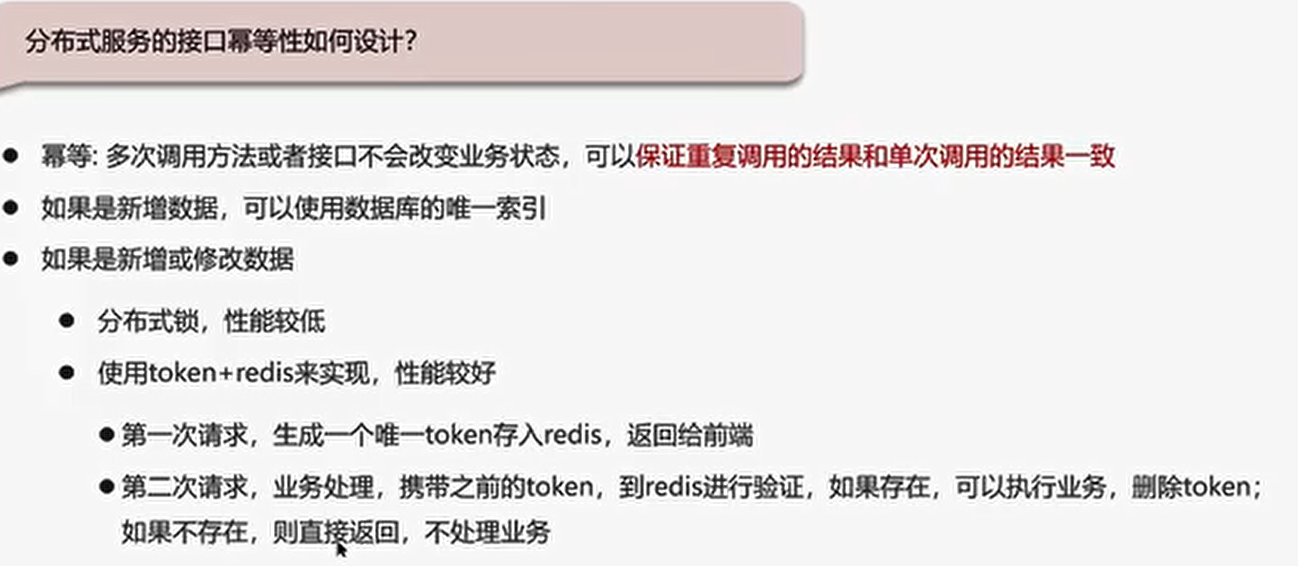 分布式服务的接口幂等性如何设计?
● 幂等: 多次调用方法或者接口不会改变业务状态，可以保证重复调用的结果和单次调用的结果一致
● 如果是新增数据，可以使用数据库的唯一索引
● 如果是新增或修改数据
● 分布式锁，性能较低
● 使用token+redis来实现，性能较好
● 第一次请求，生成一个唯一token存入redis，返回给前端
● 第二次请求，业务处理，携带之前的token，到redis进行验证，如果存在，可以执行业务，删除token；
如果不存在，则直接返回，不处理业务